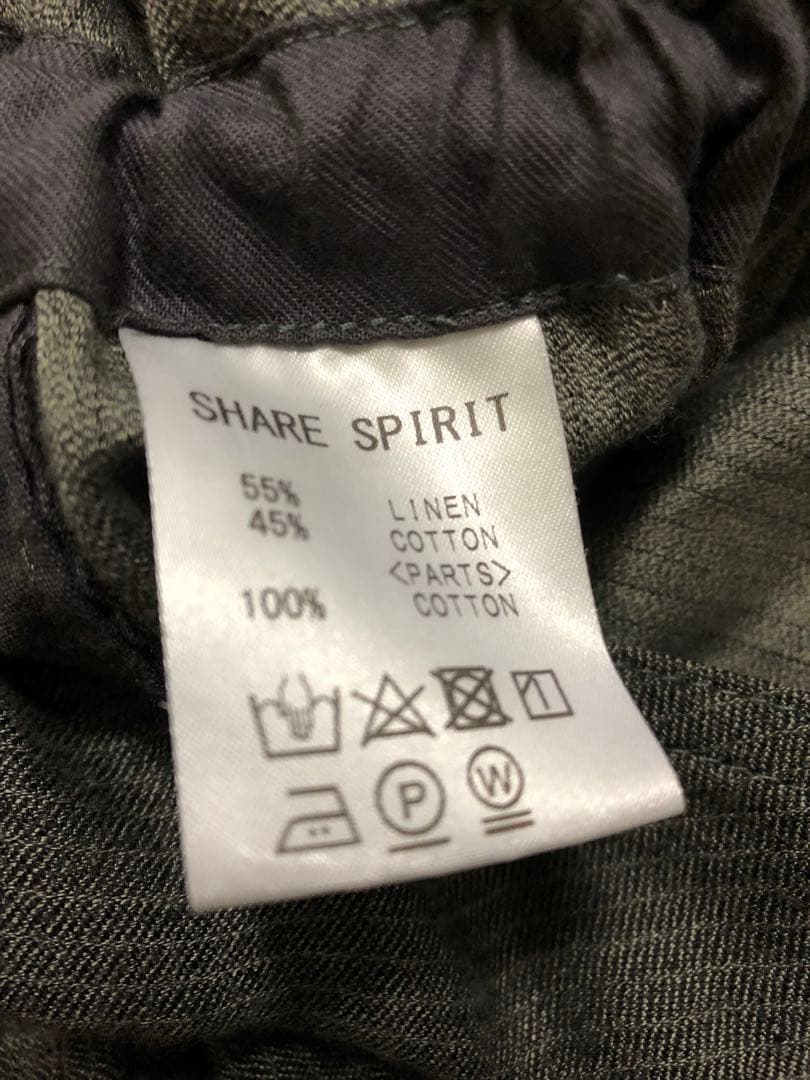 SHARE SPIRIT
55% LINEN
45% COTTON
<PARTS>
100% COTTON
P W